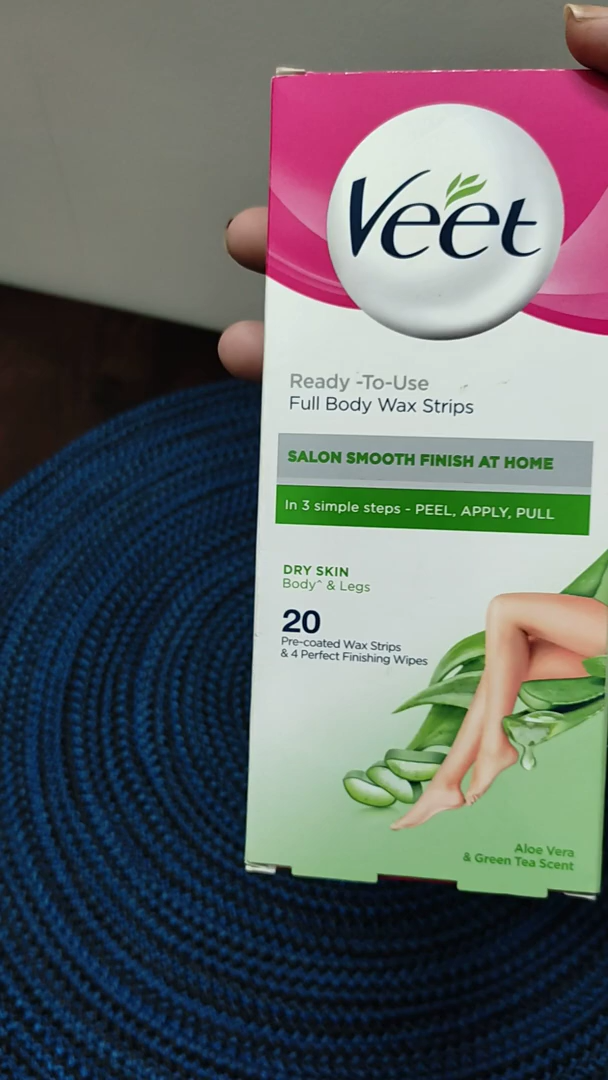 Veet
Ready -To-Use
Full Body Wax Strips
SALON SMOOTH FINISH AT HOME
In 3 simple steps - PEEL, APPLY, PULL
DRY SKIN
Body^ & Legs
20
Pre-coated Wax Strips
& 4 Perfect Finishing Wipes
Aloe Vera
& Green Tea Scent